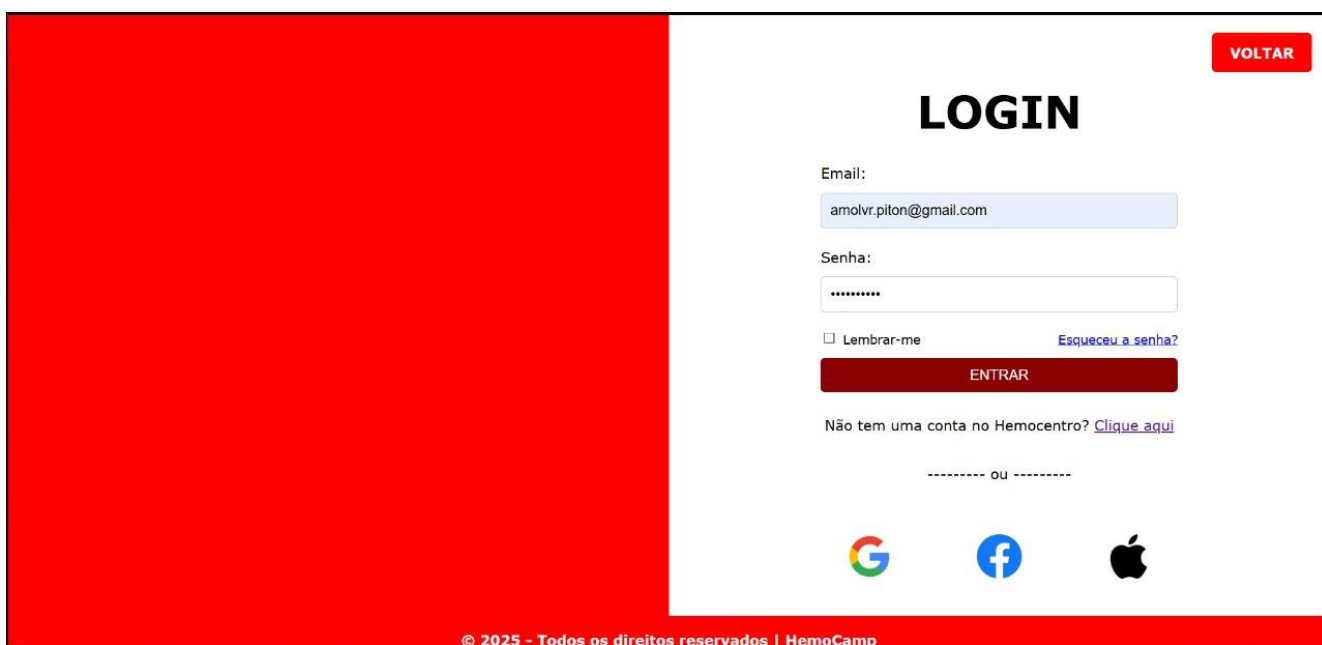 VOLTAR
LOGIN
Email:
amolvr.piton@gmail.com
Senha:
••••••••••
Lembrar-me Esqueceu a senha?
ENTRAR
Não tem uma conta no Hemocentro? Clique aqui
--------- ou ---------
© 2025 - Todos os direitos reservados | HemoCamp